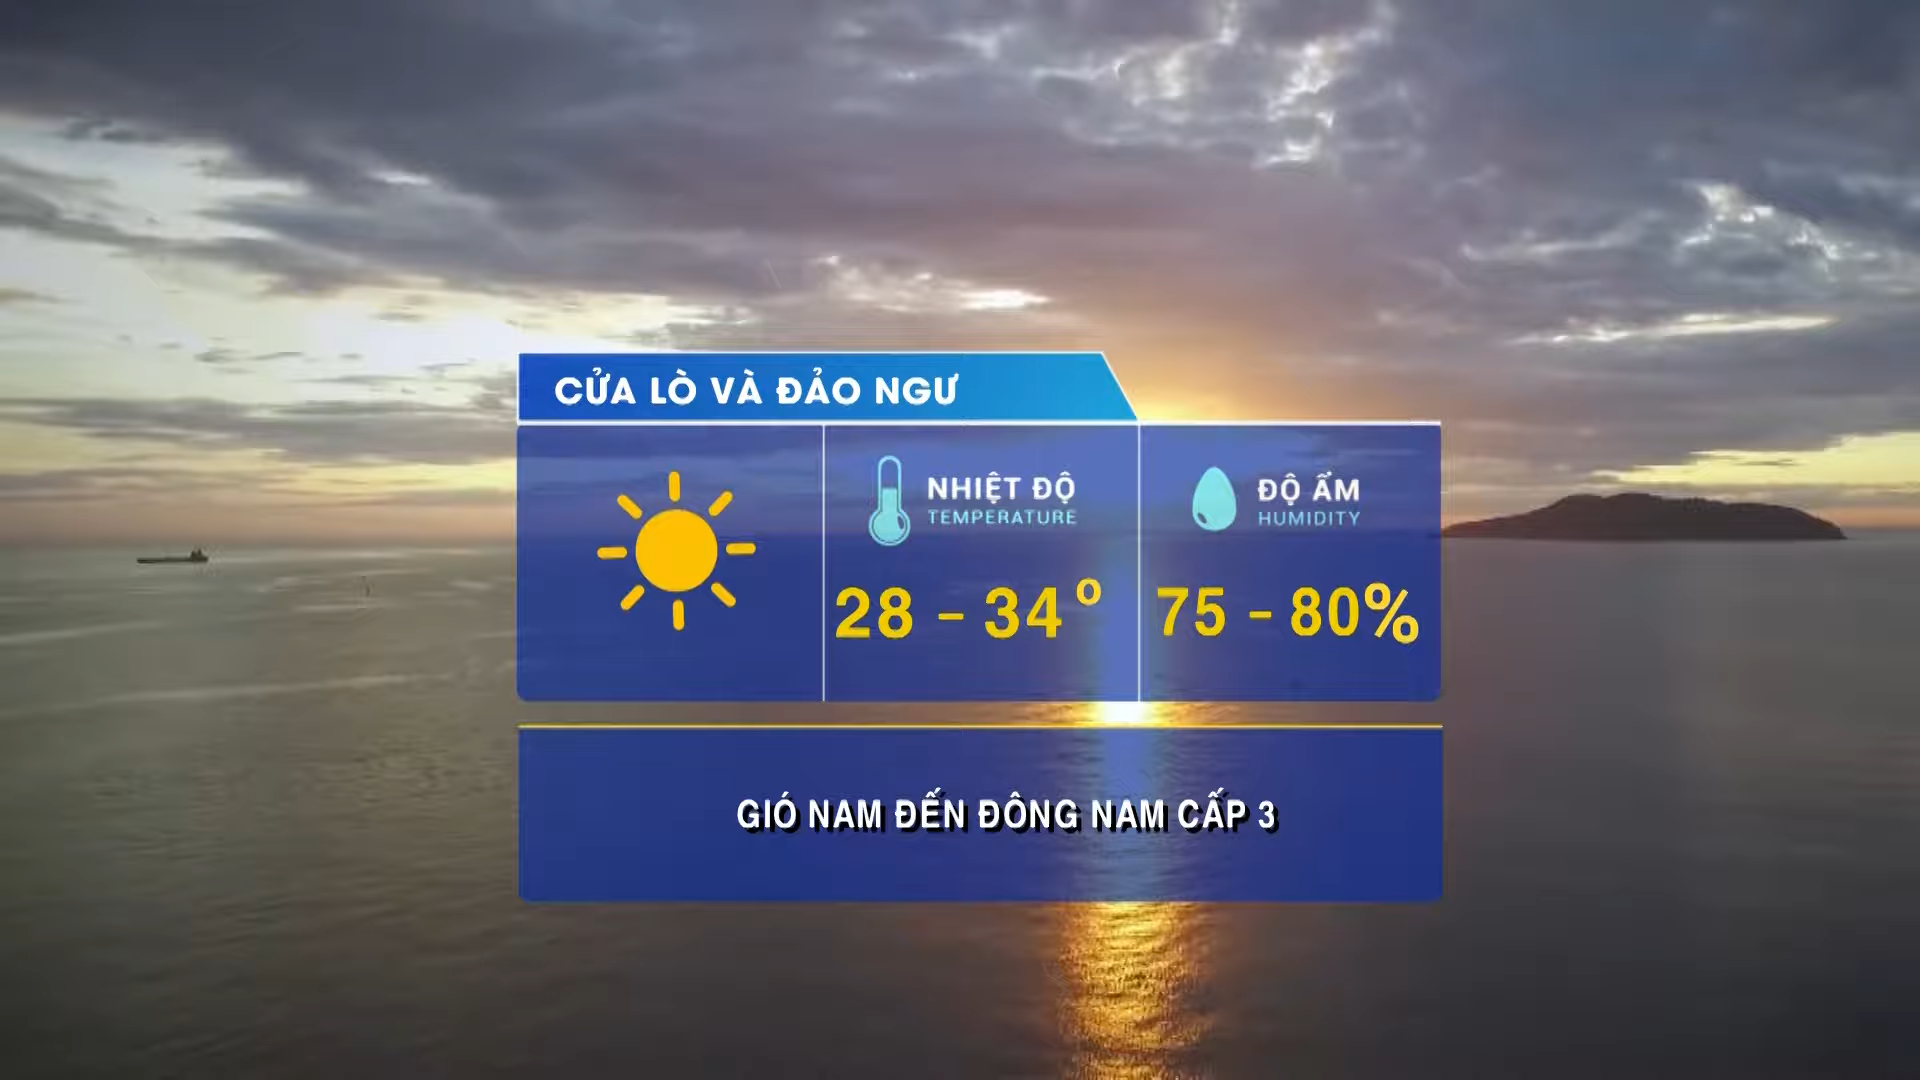 CỬA LÒ VÀ ĐẢO NGƯ
NHIỆT ĐỘ
TEMPERATURE
28 - 34°
ĐỘ ẨM
HUMIDITY
75 - 80%
GIÓ NAM ĐẾN ĐÔNG NAM CẤP 3